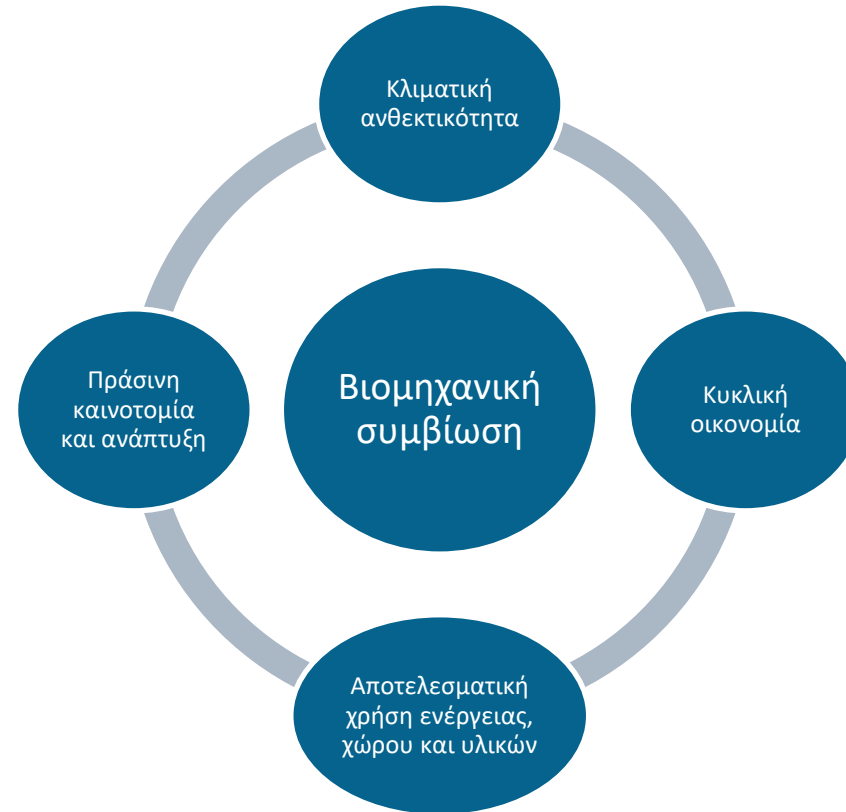 Κλιματική
ανθεκτικότητα
Πράσινη
καινοτομία
και ανάπτυξη
Βιομηχανική
συμβίωση
Κυκλική
οικονομία
Αποτελεσματική
χρήση ενέργειας,
χώρου και υλικών